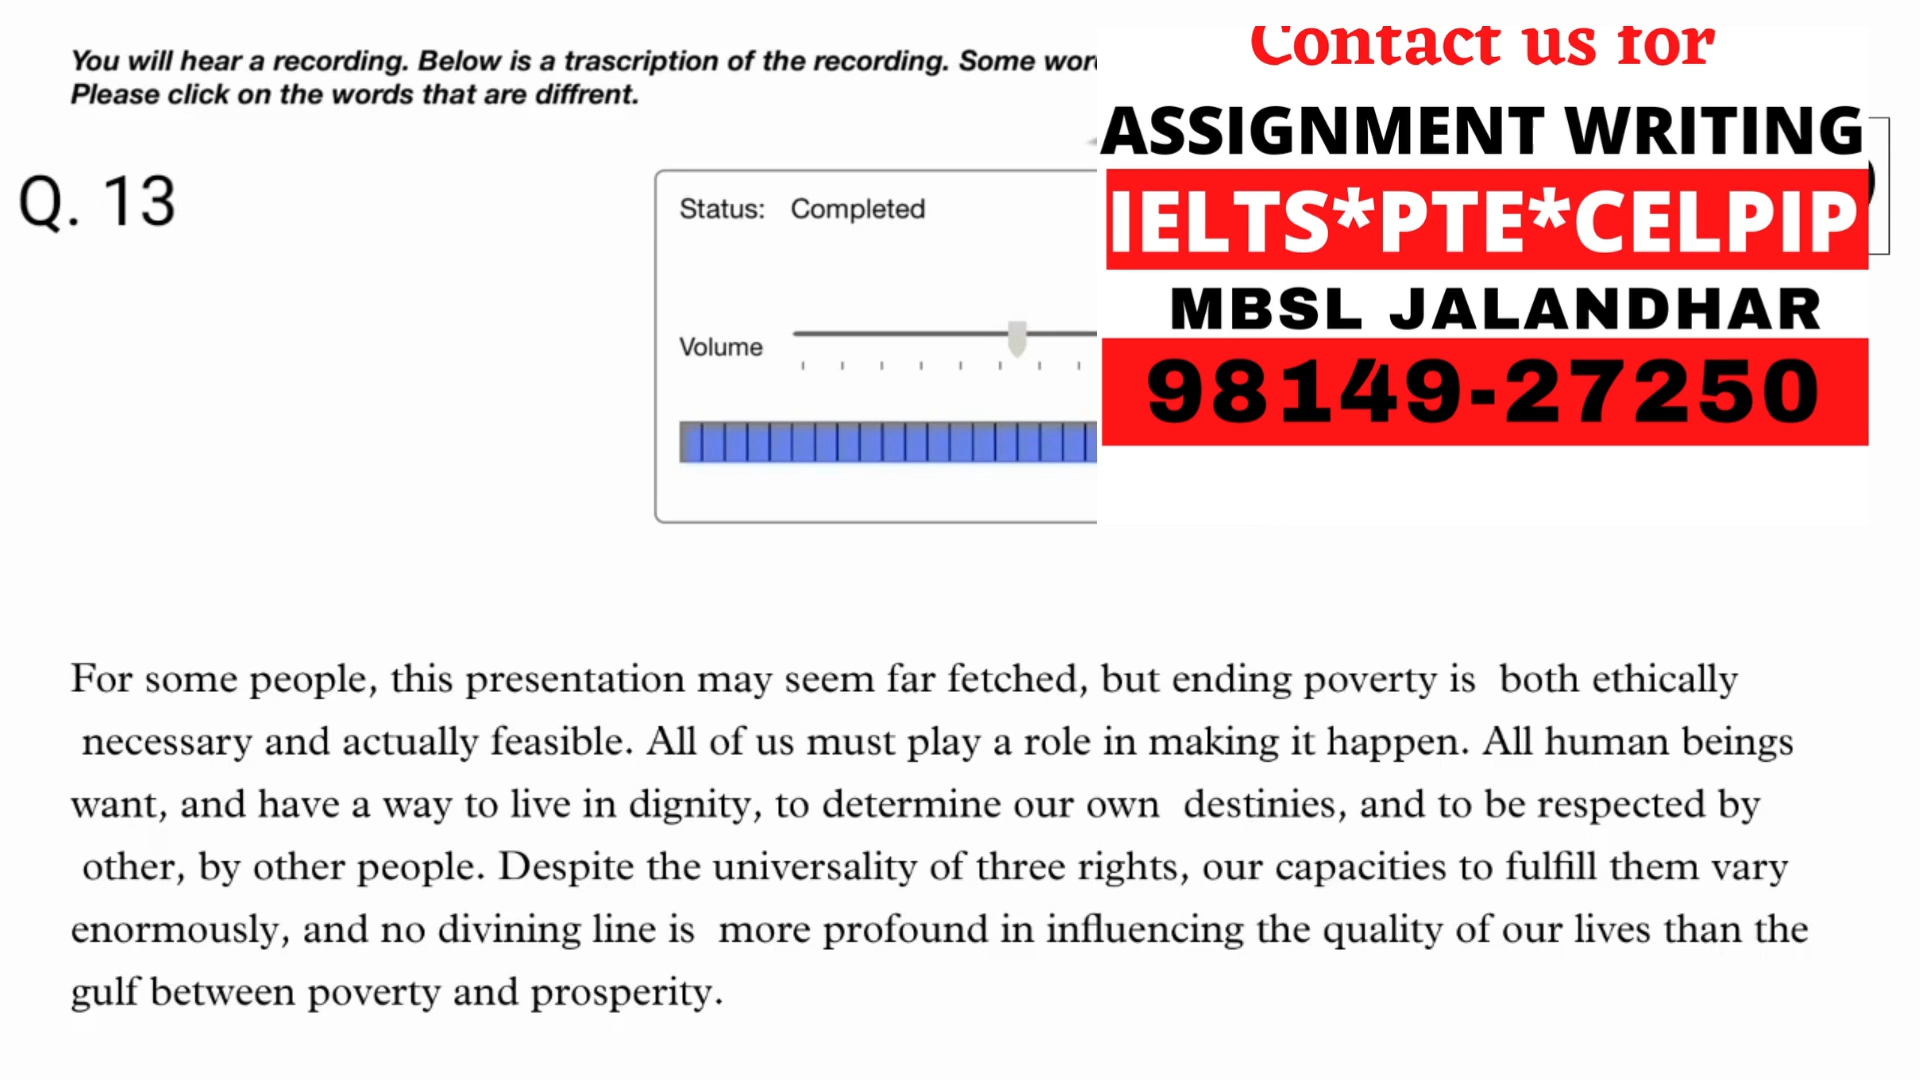 You will hear a recording. Below is a trascription of the recording. Some
Please click on the words that are diffrent.
Contact us for
ASSIGNMENT WRITING
IELTS*PTE*CELPIP
MBSL JALANDHAR
98149-27250
Q. 13
Status: Completed
Volume
For some people, this presentation may seem far fetched, but ending poverty is both ethically
necessary and actually feasible. All of us must play a role in making it happen. All human beings
want, and have a way to live in dignity, to determine our own destinies, and to be respected by
other, by other people. Despite the universality of three rights, our capacities to fulfill them vary
enormously, and no divining line is more profound in influencing the quality of our lives than the
gulf between poverty and prosperity.